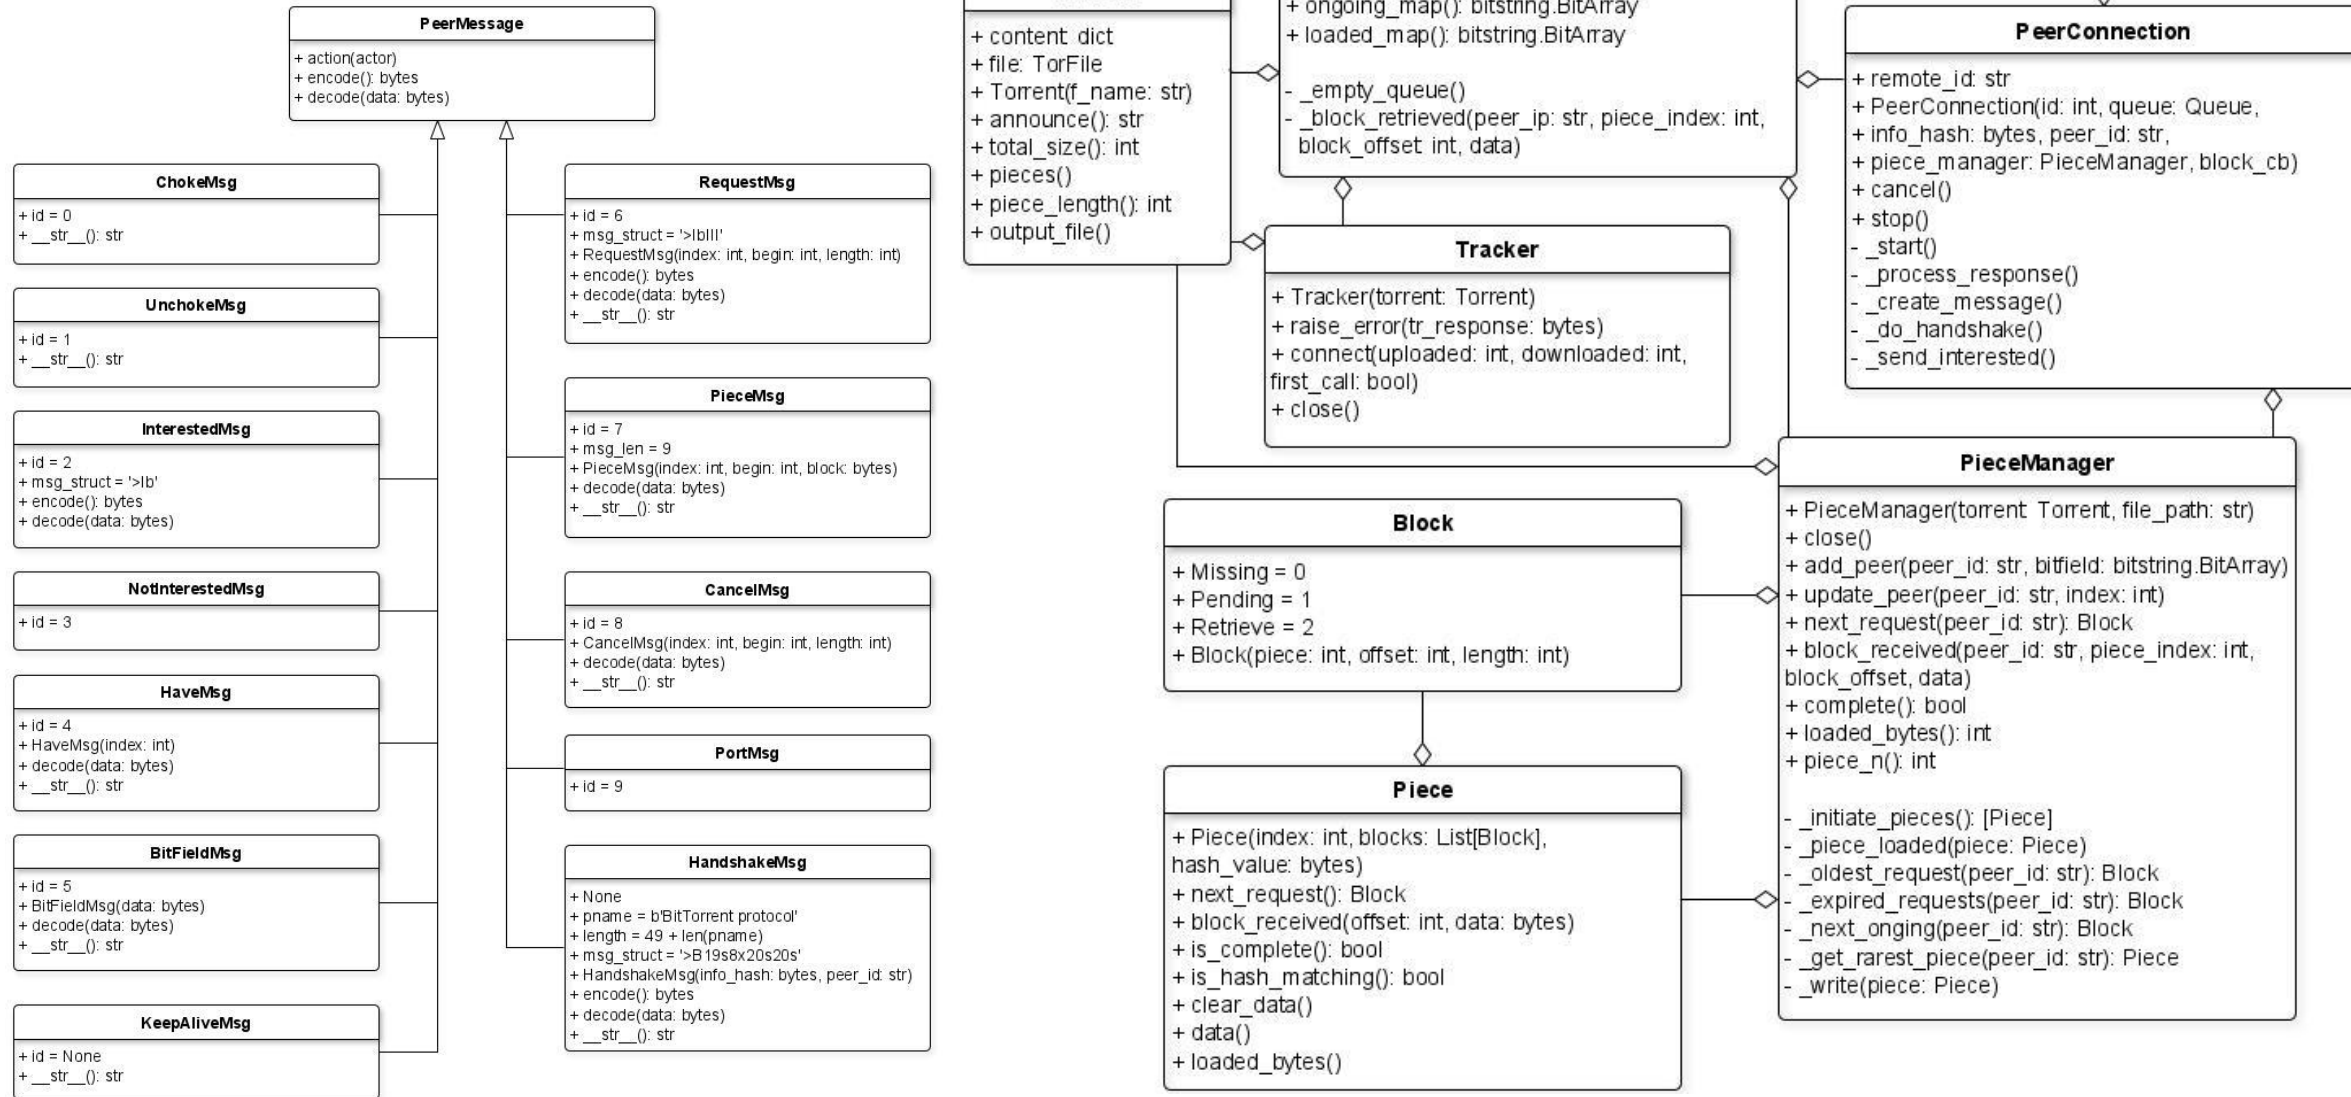 PeerMessage
+ action(actor)
+ encode(): bytes
+ decode(data: bytes)
ChokeMsg
+ id = 0
+ __str__(): str
UnchokeMsg
+ id = 1
+ __str__(): str
InterestedMsg
+ id = 2
+ msg_struct = '>Ib'
+ encode(): bytes
+ decode(data: bytes)
NotInterestedMsg
+ id = 3
HaveMsg
+ id = 4
+ HaveMsg(index: int)
+ decode(data: bytes)
+ __str__(): str
BitFieldMsg
+ id = 5
+ BitFieldMsg(data: bytes)
+ decode(data: bytes)
+ __str__(): str
KeepAliveMsg
+ id = None
+ __str__(): str
RequestMsg
+ id = 6
+ msg_struct = '>IbIII'
+ RequestMsg(index: int, begin: int, length: int)
+ encode(): bytes
+ decode(data: bytes)
+ __str__(): str
PieceMsg
+ id = 7
+ msg_len = 9
+ PieceMsg(index: int, begin: int, block: bytes)
+ decode(data: bytes)
+ __str__(): str
CancelMsg
+ id = 8
+ CancelMsg(index: int, begin: int, length: int)
+ decode(data: bytes)
+ __str__(): str
PortMsg
+ id = 9
HandshakeMsg
+ None
+ pname = b'BitTorrent protocol'
+ length = 49 + len(pname)
+ msg_struct = '>B19s8x20s20s'
+ HandshakeMsg(info_hash: bytes, peer_id: str)
+ encode(): bytes
+ decode(data: bytes)
+ __str__(): str
+ content: dict
+ file: TorFile
+ Torrent(f_name: str)
+ announce(): str
+ total_size(): int
+ pieces()
+ piece_length(): int
+ output_file()
+ ongoing_map(): bitstring.BitArray
+ loaded_map(): bitstring.BitArray
- _empty_queue()
- _block_retrieved(peer_ip: str, piece_index: int,
block_offset: int, data)
Tracker
+ Tracker(torrent: Torrent)
+ raise_error(tr_response: bytes)
+ connect(uploaded: int, downloaded: int,
first_call: bool)
+ close()
PeerConnection
+ remote_id: str
+ PeerConnection(id: int, queue: Queue,
+ info_hash: bytes, peer_id: str,
+ piece_manager: PieceManager, block_cb)
+ cancel()
+ stop()
- _start()
- _process_response()
- _create_message()
- _do_handshake()
- _send_interested()
Block
+ Missing = 0
+ Pending = 1
+ Retrieve = 2
+ Block(piece: int, offset: int, length: int)
Piece
+ Piece(index: int, blocks: List[Block],
hash_value: bytes)
+ next_request(): Block
+ block_received(offset: int, data: bytes)
+ is_complete(): bool
+ is_hash_matching(): bool
+ clear_data()
+ data()
+ loaded_bytes()
PieceManager
+ PieceManager(torrent: Torrent, file_path: str)
+ close()
+ add_peer(peer_id: str, bitfield: bitstring.BitArray)
+ update_peer(peer_id: str, index: int)
+ next_request(peer_id: str): Block
+ block_received(peer_id: str, piece_index: int,
block_offset, data)
+ complete(): bool
+ loaded_bytes(): int
+ piece_n(): int
- _initiate_pieces(): [Piece]
- _piece_loaded(piece: Piece)
- _oldest_request(peer_id: str): Block
- _expired_requests(peer_id: str): Block
- _next_onging(peer_id: str): Block
- _get_rarest_piece(peer_id: str): Piece
- _write(piece: Piece)